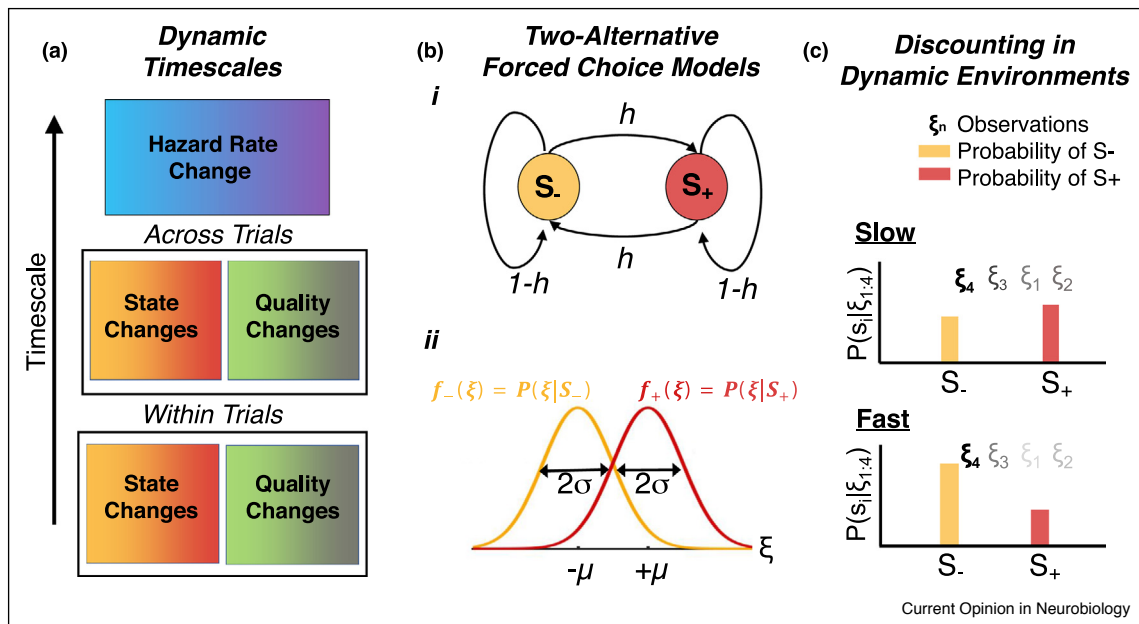 (a)
Dynamic
Timescales
Timescale
Hazard Rate
Change
Across Trials
State
Changes
Quality
Changes
Within Trials
State
Changes
Quality
Changes
(b)
Two-Alternative
Forced Choice Models
i
h
S₋
S₊
h
1-h
1-h
ii
f₋(ξ) = P(ξ|S₋)
f₊(ξ) = P(ξ|S₊)
2σ
2σ
ξ
-μ
+μ
(c)
Discounting in
Dynamic Environments
ξₙ Observations
Probability of S-
Probability of S+
Slow
ξ₄ ξ₃ ξ₁ ξ₂
P(sᵢ|ξ₁:₄)
S₋
S₊
Fast
ξ₄ ξ₃ ξ₁ ξ₂
P(sᵢ|ξ₁:₄)
S₋
S₊
Current Opinion in Neurobiology